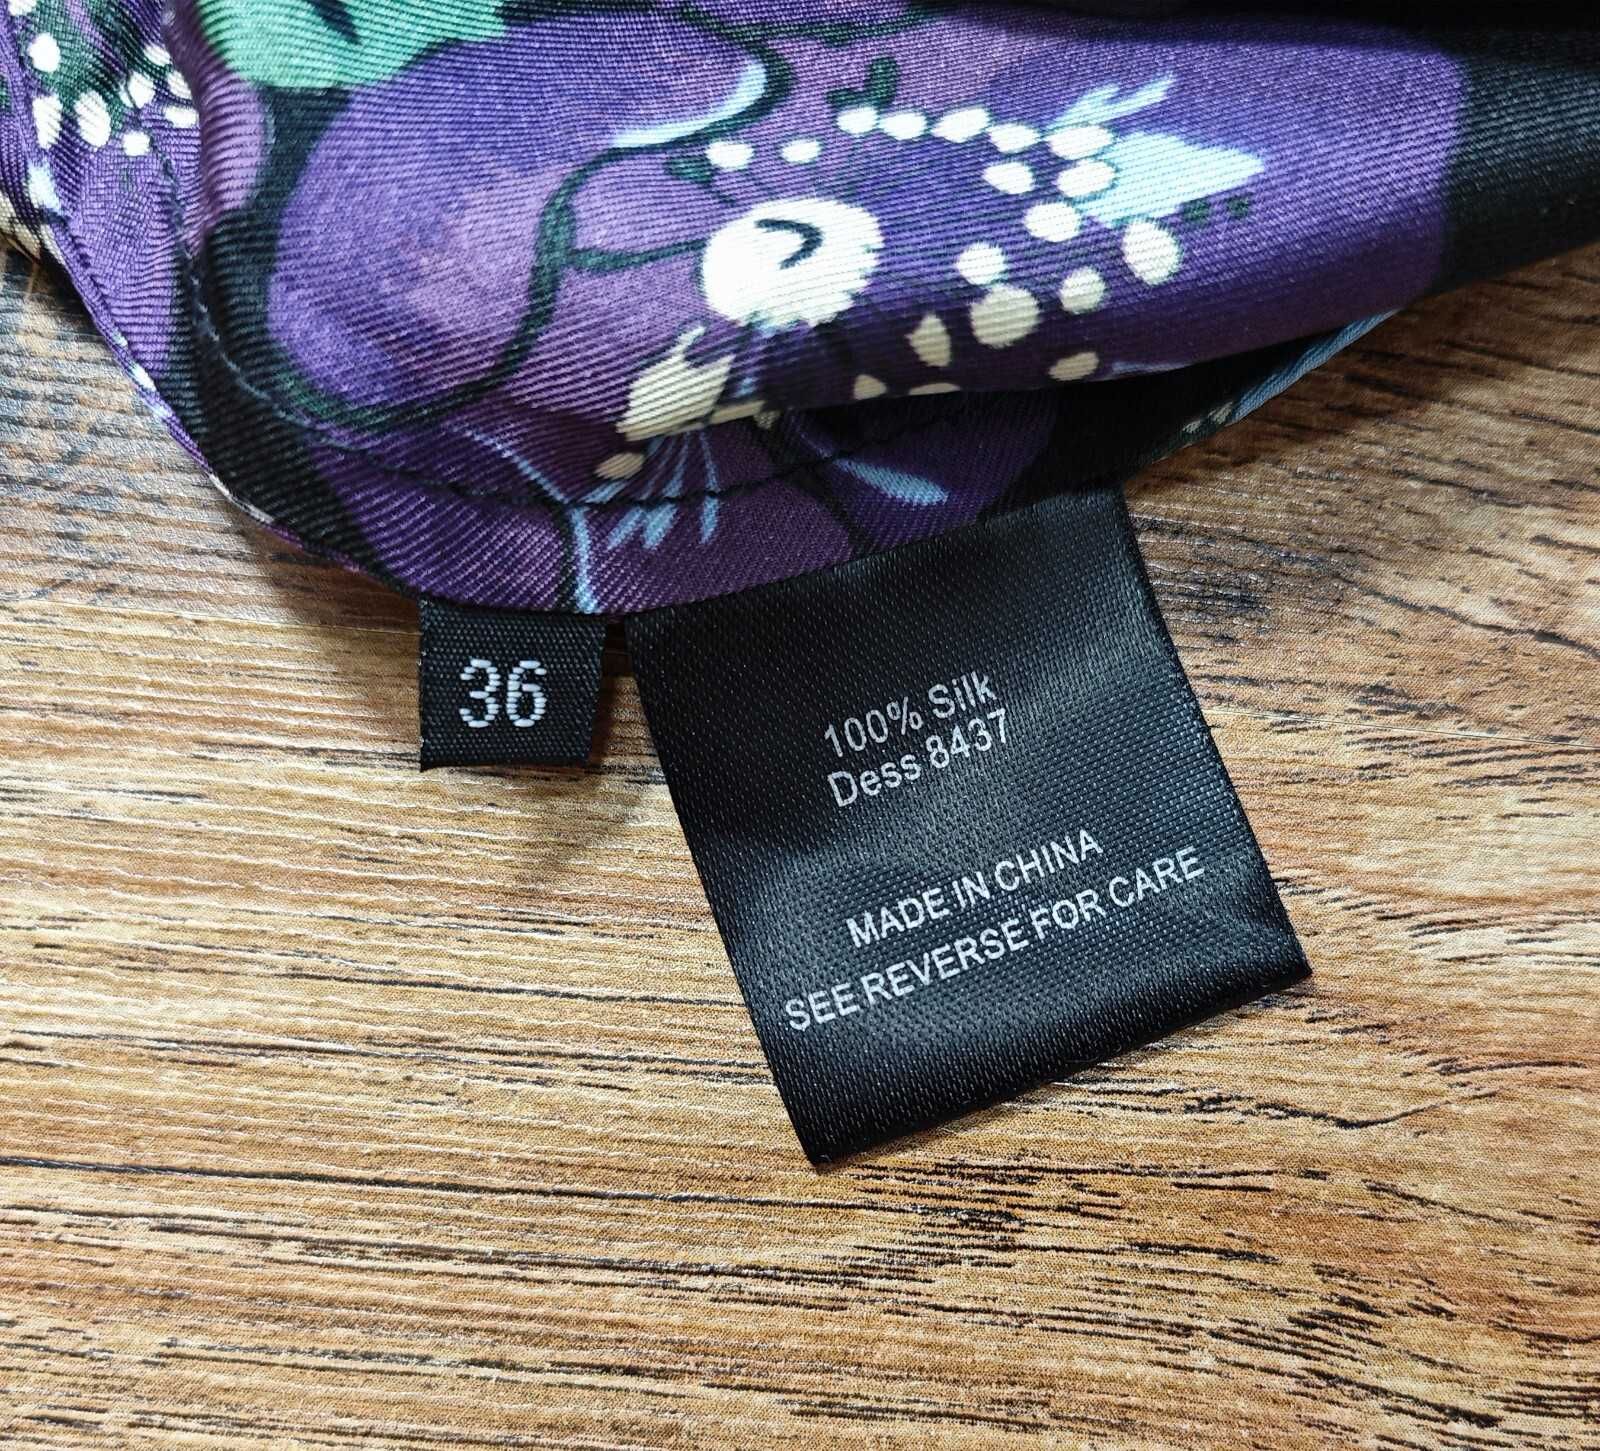 36
100% Silk
Dess 8437
MADE IN CHINA
SEE REVERSE FOR CARE